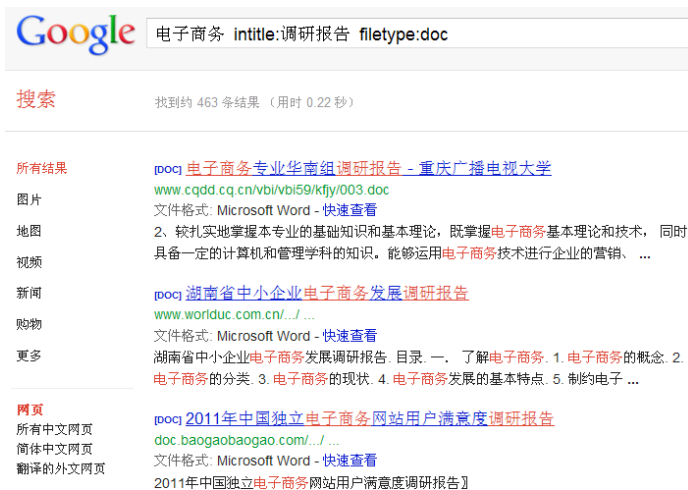 Google 电子商务 intitle:调研报告 filetype:doc
搜索 找到约 463 条结果 （用时 0.22 秒）
所有结果
图片
地图
视频
新闻
购物
更多
网页
所有中文网页
简体中文网页
翻译的外文网页
[DOC] 电子商务专业华南组调研报告 - 重庆广播电视大学
www.cqdd.cq.cn/vbi/vbi59/kfjy/003.doc
文件格式: Microsoft Word - 快速查看
2、较扎实地掌握本专业的基础知识和基本理论，既掌握电子商务基本理论和技术， 同时
具备一定的计算机和管理学科的知识。能够运用电子商务技术进行企业的营销、 ...
[DOC] 湖南省中小企业电子商务发展调研报告
www.worlduc.com.cn/.../ ...
文件格式: Microsoft Word - 快速查看
湖南省中小企业电子商务发展调研报告. 目录. 一. 了解电子商务. 1. 电子商务的概念. 2.
电子商务的分类. 3. 电子商务的现状. 4. 电子商务发展的基本特点. 5. 制约电子 ...
[DOC] 2011年中国独立电子商务网站用户满意度调研报告
doc.baogaobaogao.com/.../ ...
文件格式: Microsoft Word - 快速查看
2011年中国独立电子商务网站用户满意度调研报告〗